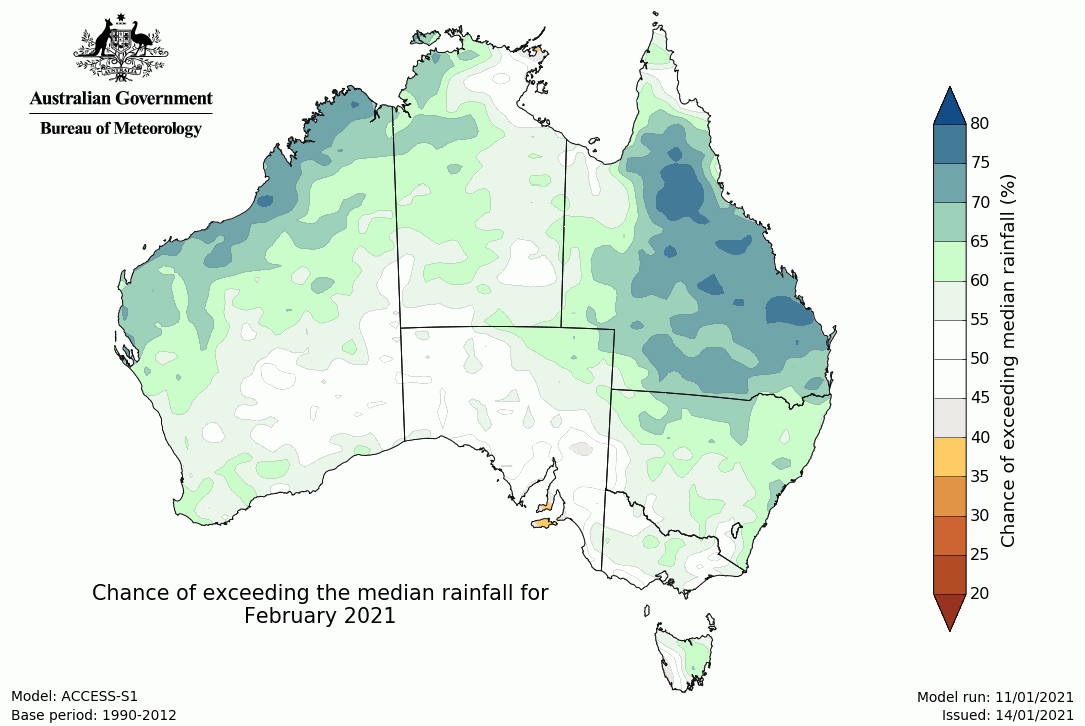 AUSTRALIA
Australian Government
Bureau of Meteorology
80
75
70
65
60
55
50
45
40
35
30
25
20
Chance of exceeding median rainfall (%)
Chance of exceeding the median rainfall for
February 2021
Model: ACCESS-S1
Base period: 1990-2012
Model run: 11/01/2021
Issued: 14/01/2021